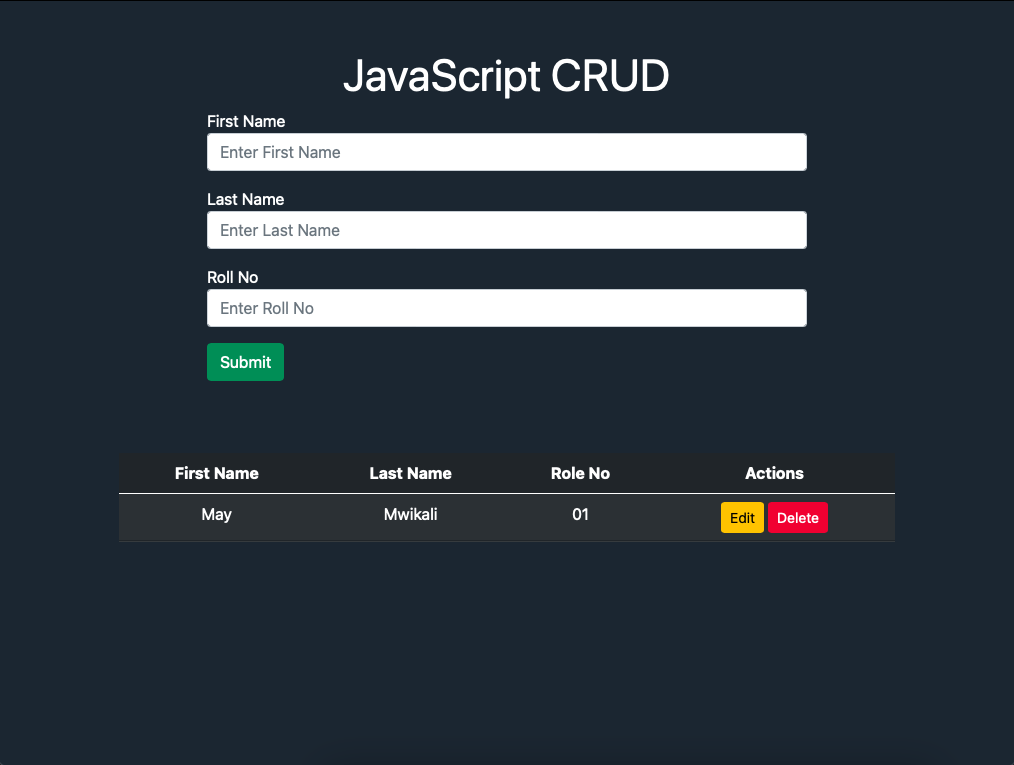 JavaScript CRUD
First Name
Enter First Name
Last Name
Enter Last Name
Roll No
Enter Roll No
Submit
First Name Last Name Role No Actions
May Mwikali 01 Edit Delete